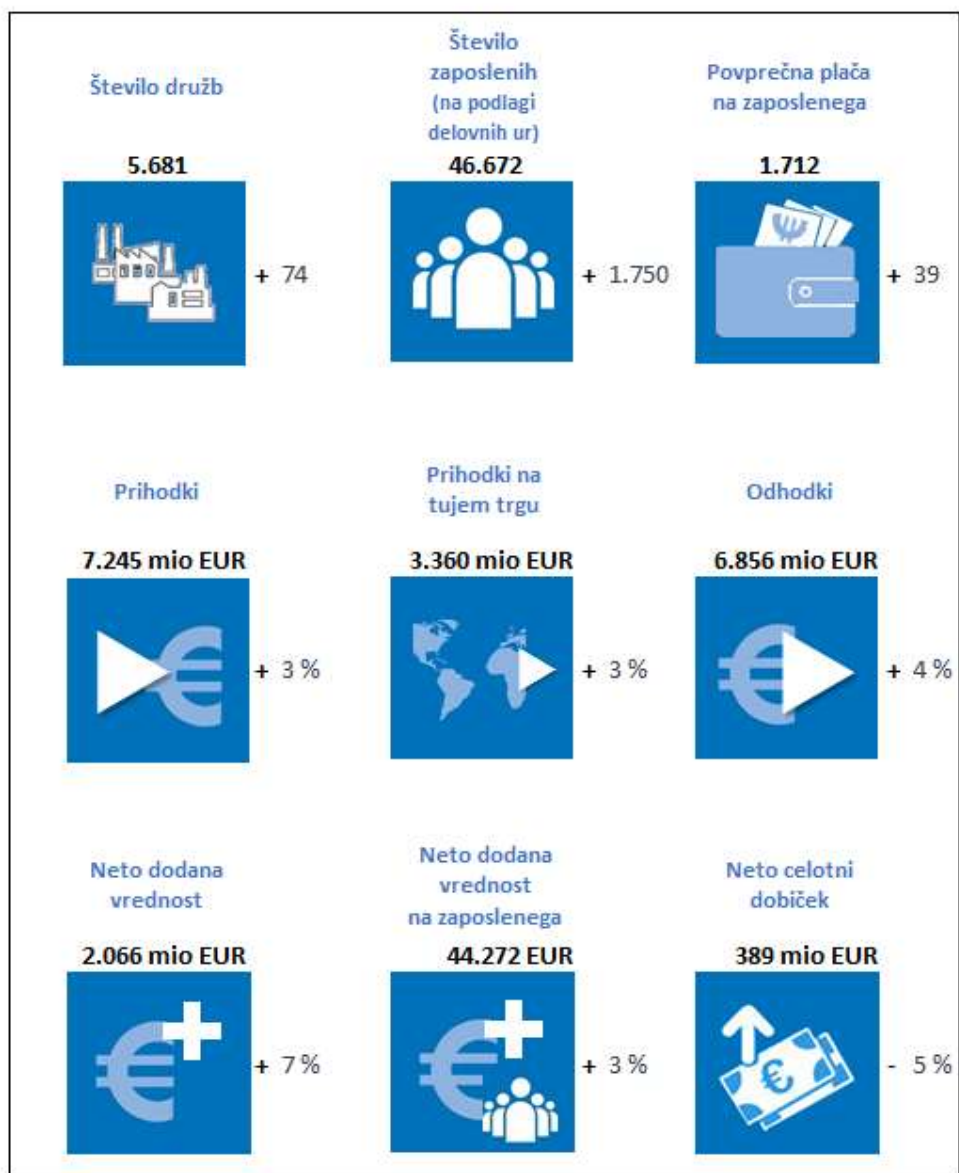 Število družb
5.681
+ 74
Število
zaposlenih
(na podlagi
delovnih ur)
46.672
+ 1.750
Povprečna plača
na zaposlenega
1.712
+ 39
Prihodki
7.245 mio EUR
+ 3 %
Prihodki na
tujem trgu
3.360 mio EUR
+ 3 %
Odhodki
6.856 mio EUR
+ 4 %
Neto dodana
vrednost
2.066 mio EUR
+ 7 %
Neto dodana
vrednost
na zaposlenega
44.272 EUR
+ 3 %
Neto celotni
dobiček
389 mio EUR
- 5 %